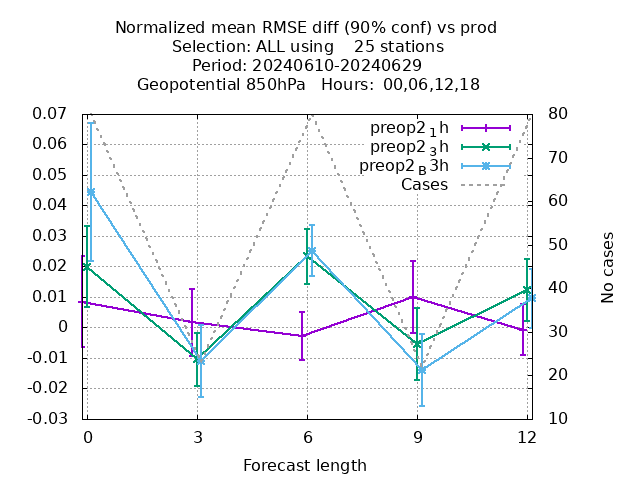 Normalized mean RMSE diff (90% conf) vs prod
Selection: ALL using 25 stations
Period: 20240610-20240629
Geopotential 850hPa Hours: 00,06,12,18
0.07
0.06
0.05
0.04
0.03
0.02
0.01
0
-0.01
-0.02
-0.03
80
70
60
50
40
30
20
10
preop2 1h
preop2 3h
preop2 B3h
Cases
No cases
0 3 6 9 12
Forecast length